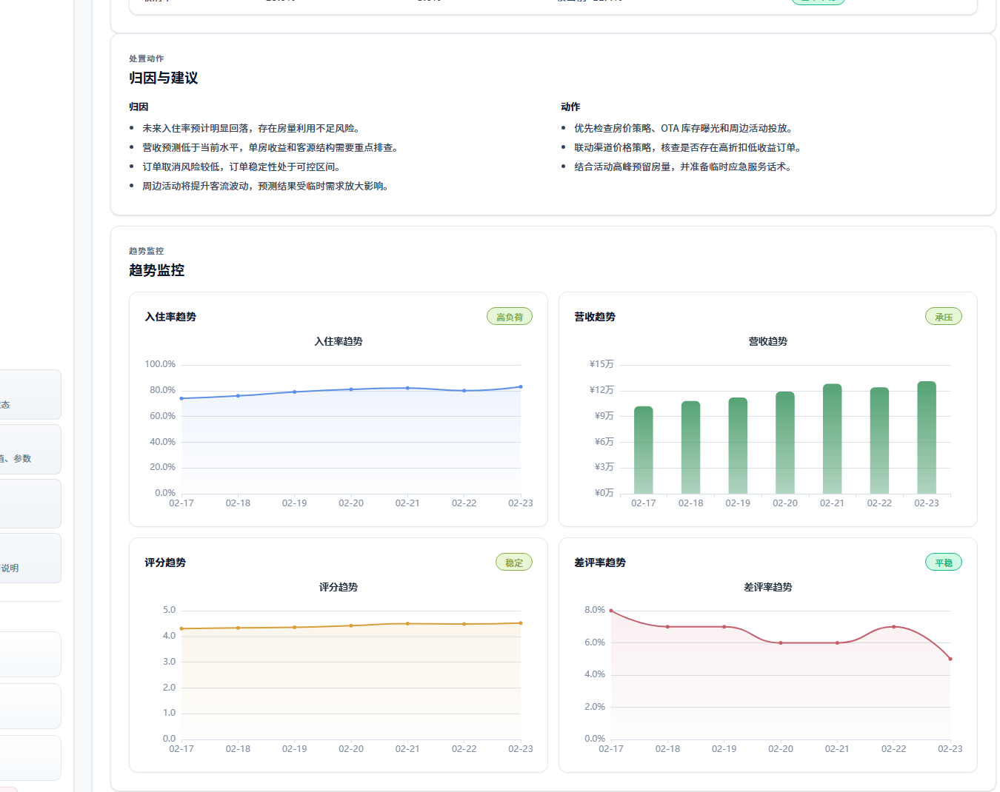 处置动作
归因与建议
归因
未来入住率预计明显回落，存在房量利用不足风险。
营收预测低于当前水平，单房收益和客源结构需要重点排查。
订单取消风险较低，订单稳定性处于可控区间。
周边活动将提升客流波动，预测结果受临时需求放大影响。
动作
优先检查房价策略、OTA 库存曝光和周边活动投放。
联动渠道价格策略，核查是否存在高折扣低收益订单。
结合活动高峰预留房量，并准备临时应急服务话术。
趋势监控
趋势监控
入住率趋势
高负荷
入住率趋势
100.0%
80.0%
60.0%
40.0%
20.0%
0.0%
02-17 02-18 02-19 02-20 02-21 02-22 02-23
营收趋势
承压
营收趋势
¥15万
¥12万
¥9万
¥6万
¥3万
¥0万
02-17 02-18 02-19 02-20 02-21 02-22 02-23
评分趋势
稳定
评分趋势
5.0
4.0
3.0
2.0
1.0
0.0
02-17 02-18 02-19 02-20 02-21 02-22 02-23
差评率趋势
平稳
差评率趋势
8.0%
6.0%
4.0%
2.0%
0.0%
02-17 02-18 02-19 02-20 02-21 02-22 02-23
态
值、参数
说明